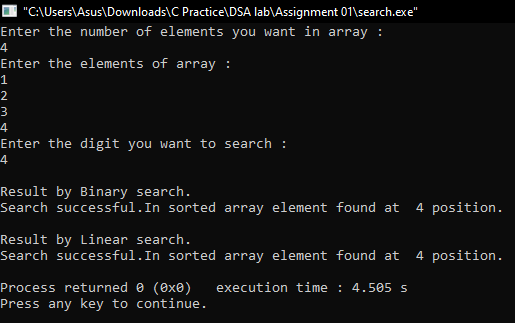 "C:\Users\Asus\Downloads\C Practice\DSA lab\Assignment 01\search.exe"
Enter the number of elements you want in array :
4
Enter the elements of array :
1
2
3
4
Enter the digit you want to search :
4
Result by Binary search.
Search successful.In sorted array element found at  4 position.
Result by Linear search.
Search successful.In sorted array element found at  4 position.
Process returned 0 (0x0)   execution time : 4.505 s
Press any key to continue.